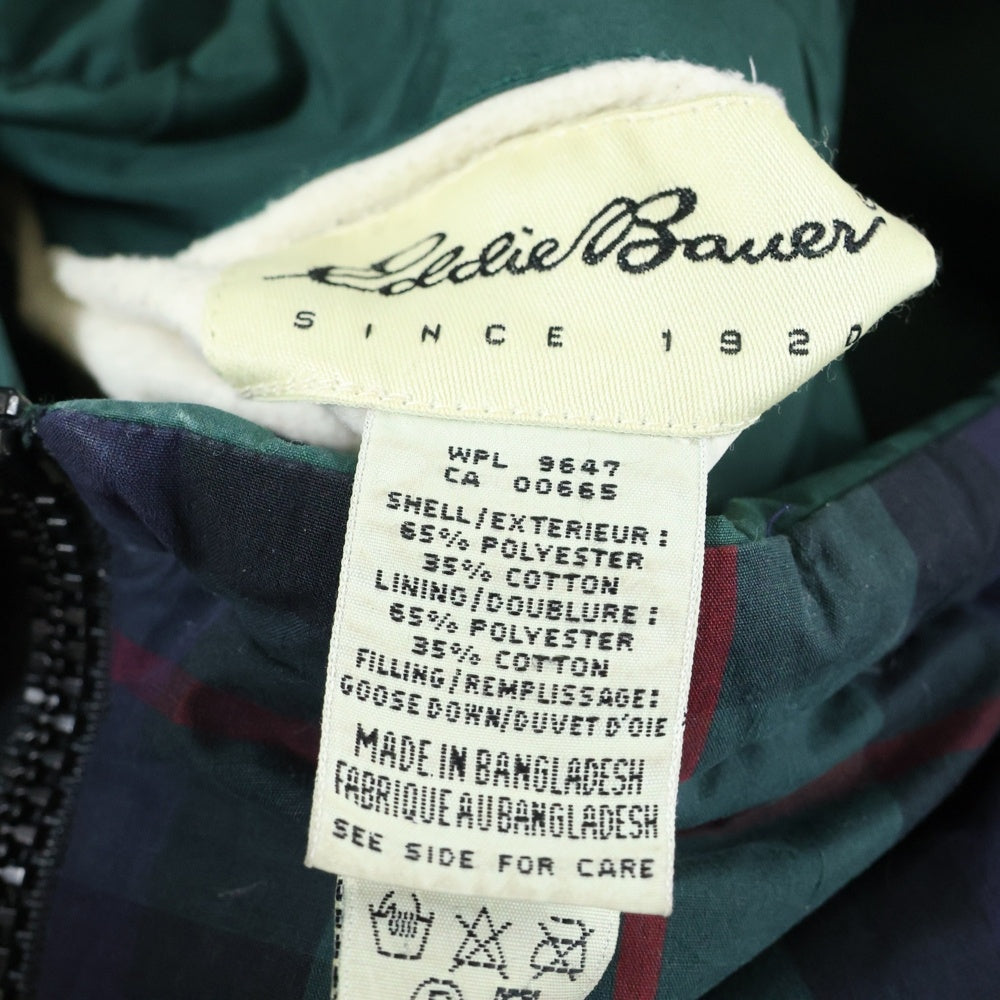 Eddie Bauer
SINCE 1920
WPL 9647
CA 00665
SHELL/EXTERIEUR:
65% POLYESTER
35% COTTON
LINING/DOUBLURE:
65% POLYESTER
35% COTTON
FILLING/REMPLISSAGE:
GOOSE DOWN/DUVET D'OIE
MADE IN BANGLADESH
FABRIQUE AU BANGLADESH
SEE SIDE FOR CARE
P